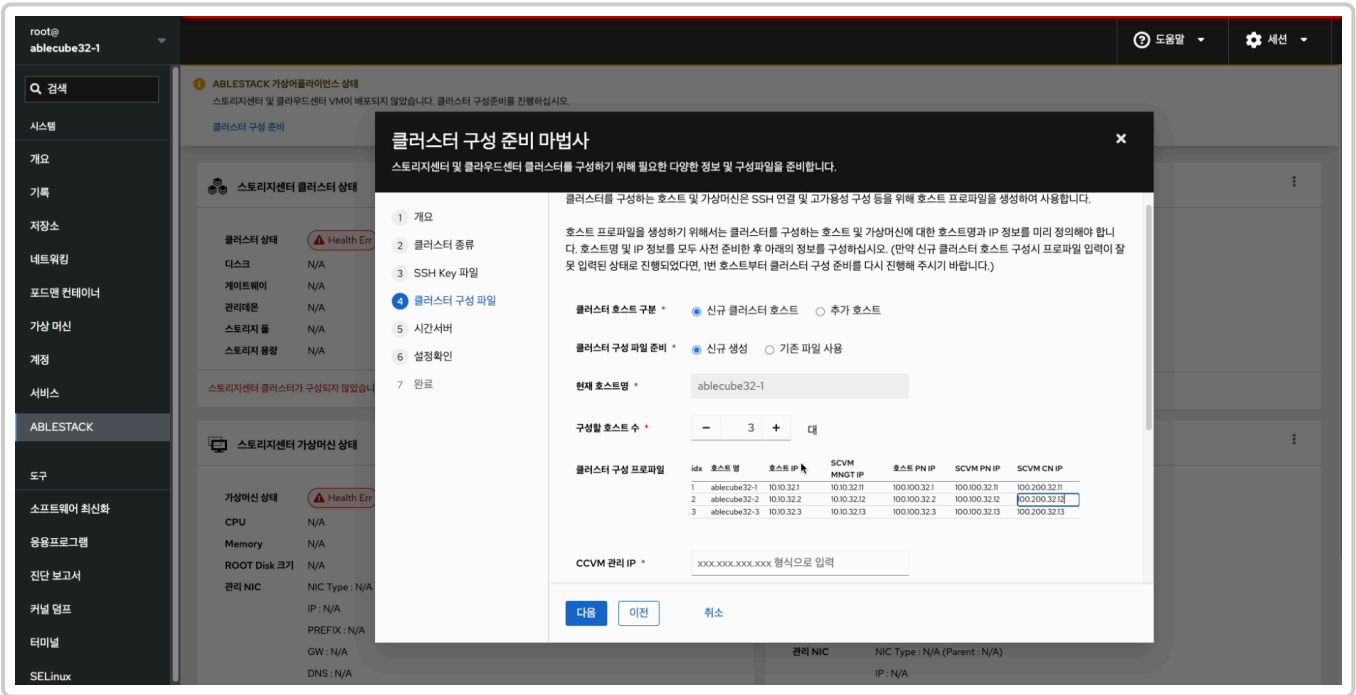 root@
ablecube32-1
도움말
세션
검색
시스템
개요
기록
저장소
네트워킹
포드맨 컨테이너
가상 머신
계정
서비스
ABLESTACK
도구
소프트웨어 최신화
응용프로그램
진단 보고서
커널 덤프
터미널
SELinux
ABLESTACK 가상어플라이언스 상태
스토리지센터 및 클라우드센터 VM이 배포되지 않았습니다. 클러스터 구성준비를 진행하십시오.
클러스터 구성 준비
스토리지센터 클러스터 상태
클러스터 상태 Health Err
디스크 N/A
게이트웨이 N/A
관리데몬 N/A
스토리지 풀 N/A
스토리지 용량 N/A
스토리지센터 클러스터가 구성되지 않았습니
스토리지센터 가상머신 상태
가상머신 상태 Health Err
CPU N/A
Memory N/A
ROOT Disk 크기 N/A
관리 NIC NIC Type : N/A
IP : N/A
PREFIX : N/A
GW : N/A
DNS : N/A
클러스터 구성 준비 마법사
스토리지센터 및 클라우드센터 클러스터를 구성하기 위해 필요한 다양한 정보 및 구성파일을 준비합니다.
1 개요
2 클러스터 종류
3 SSH Key 파일
4 클러스터 구성 파일
5 시간서버
6 설정확인
7 완료
클러스터를 구성하는 호스트 및 가상머신은 SSH 연결 및 고가용성 구성 등을 위해 호스트 프로파일을 생성하여 사용합니다.
호스트 프로파일을 생성하기 위해서는 클러스터를 구성하는 호스트 및 가상머신에 대한 호스트명과 IP 정보를 미리 정의해야 합니
다. 호스트명 및 IP 정보를 모두 사전 준비한 후 아래의 정보를 구성하십시오. (만약 신규 클러스터 호스트 구성시 프로파일 입력이 잘
못 입력된 상태로 진행되었다면, 1번 호스트부터 클러스터 구성 준비를 다시 진행해 주시기 바랍니다.)
클러스터 호스트 구분 * 신규 클러스터 호스트 추가 호스트
클러스터 구성 파일 준비 * 신규 생성 기존 파일 사용
현재 호스트명 * ablecube32-1
구성할 호스트 수 * − 3 + 대
클러스터 구성 프로파일
idx 호스트 명 호스트 IP SCVM MNGT IP 호스트 PN IP SCVM PN IP SCVM CN IP
1 ablecube32-1 10.10.32.1 10.10.32.11 100.100.32.1 100.100.32.11 100.200.32.11
2 ablecube32-2 10.10.32.2 10.10.32.12 100.100.32.2 100.100.32.12 100.200.32.12
3 ablecube32-3 10.10.32.3 10.10.32.13 100.100.32.3 100.100.32.13 100.200.32.13
CCVM 관리 IP * xxx.xxx.xxx.xxx 형식으로 입력
다음 이전 취소
관리 NIC NIC Type : N/A (Parent : N/A)
IP : N/A